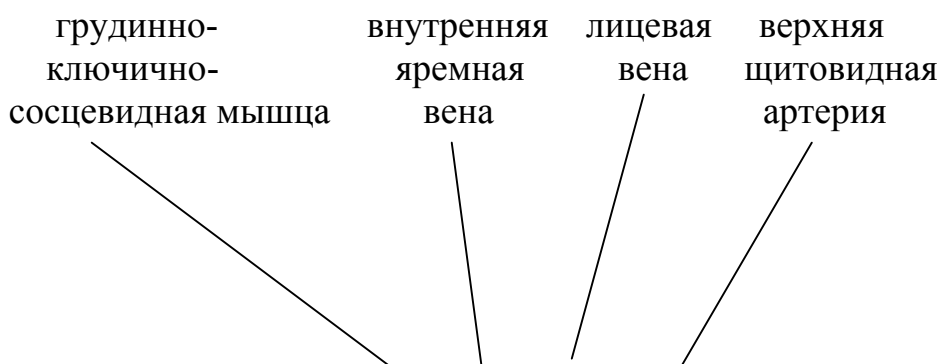 грудинно-
ключично-
сосцевидная мышца
внутренняя
яремная
вена
лицевая
вена
верхняя
щитовидная
артерия